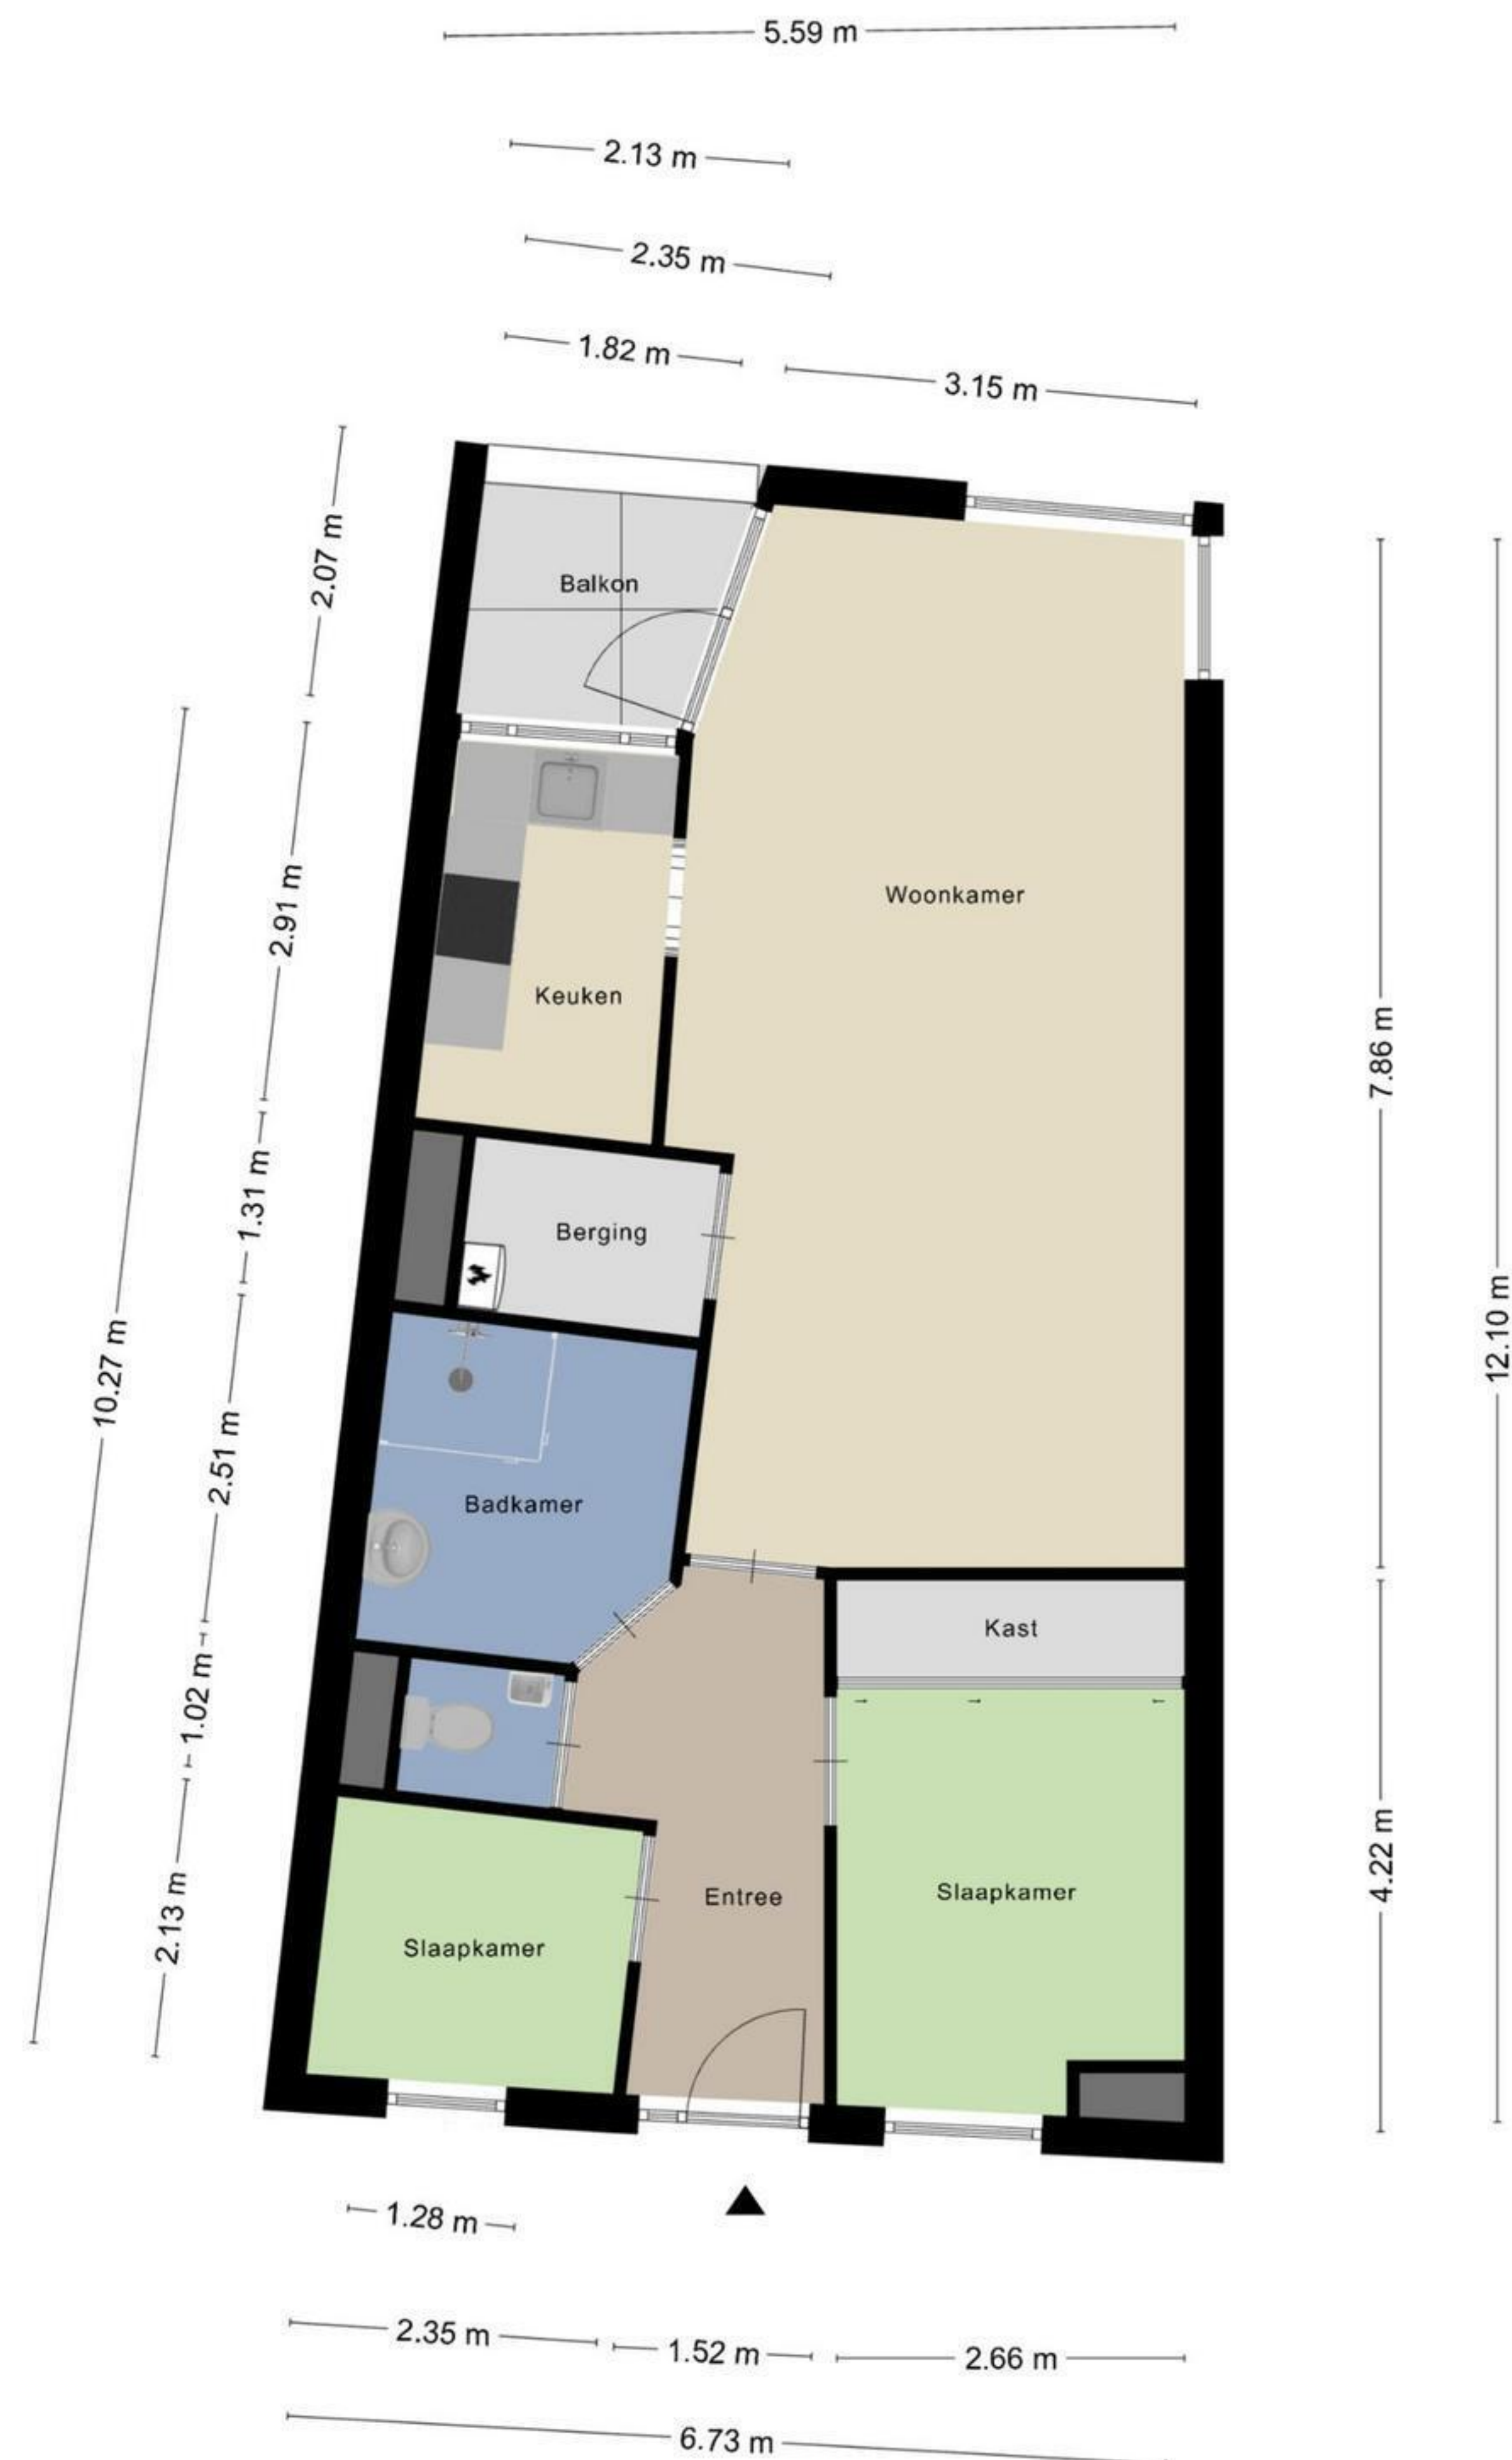 5.59 m
2.13 m
2.35 m
1.82 m
3.15 m
2.07 m
Balkon
2.91 m
Woonkamer
Keuken
7.86 m
1.31 m
Berging
10.27 m
12.10 m
2.51 m
Badkamer
Kast
1.02 m
4.22 m
Slaapkamer
Entree
2.13 m
Slaapkamer
1.28 m
2.35 m
1.52 m
2.66 m
6.73 m